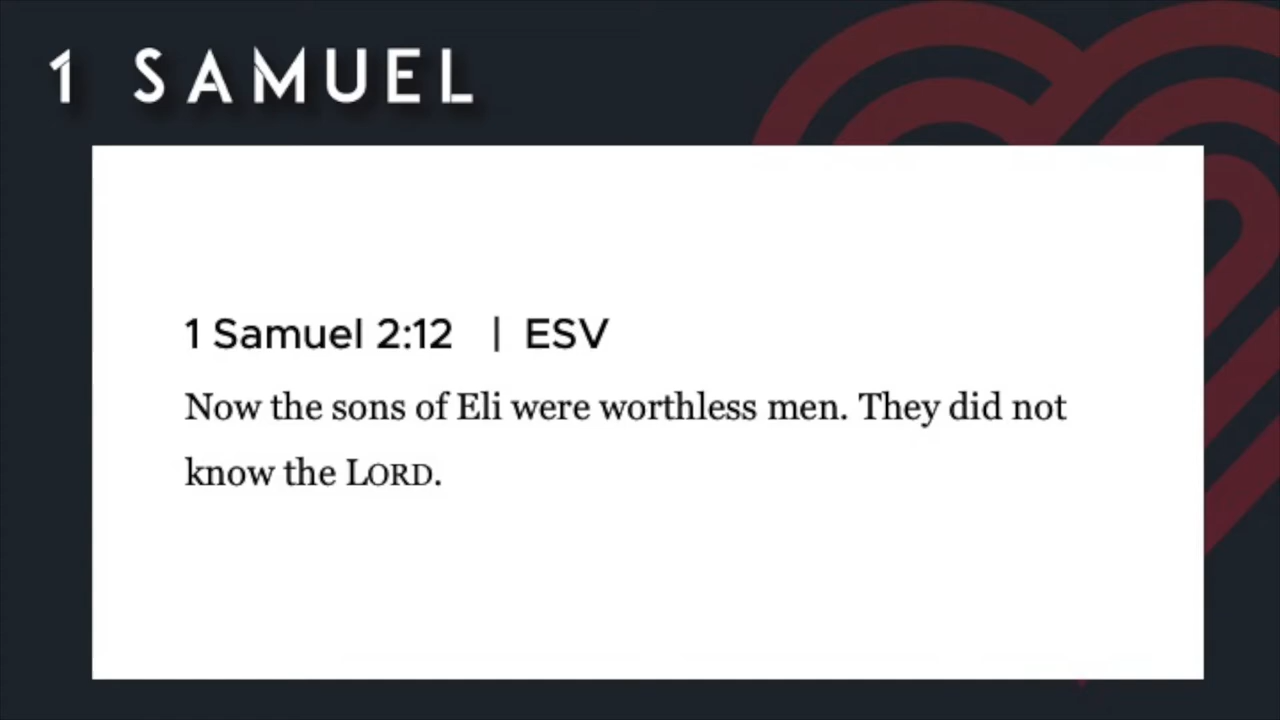 1 SAMUEL
1 Samuel 2:12 | ESV
Now the sons of Eli were worthless men. They did not
know the LORD.